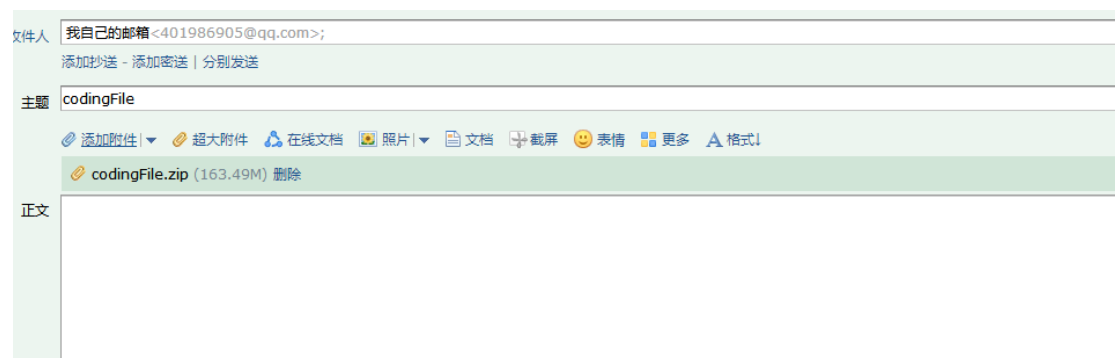 收件人 我自己的邮箱<401986905@qq.com>;
添加抄送 - 添加密送 | 分别发送
主题 codingFile
添加附件 | 超大附件 在线文档 照片 | 文档 截屏 表情 更多 A 格式↓
codingFile.zip (163.49M) 删除
正文